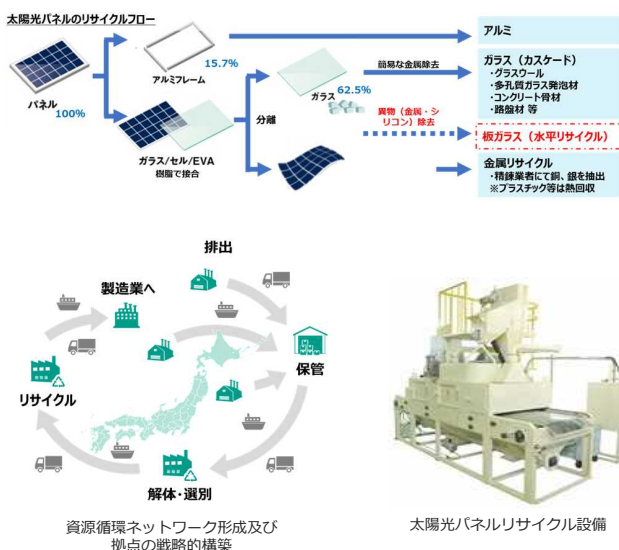 太陽光パネルのリサイクルフロー
パネル
100%
アルミフレーム
15.7%
ガラス/セル/EVA
樹脂で接合
分離
ガラス
62.5%
簡易な金属除去
異物（金属・シ
リコン）除去
アルミ
ガラス（カスケード）
・グラスウール
・多孔質ガラス発泡材
・コンクリート骨材
・路盤材 等
板ガラス（水平リサイクル）
金属リサイクル
・精錬業者にて銅、銀を抽出
※プラスチック等は熱回収
排出
製造業へ
保管
リサイクル
解体・選別
資源循環ネットワーク形成及び
拠点の戦略的構築
太陽光パネルリサイクル設備